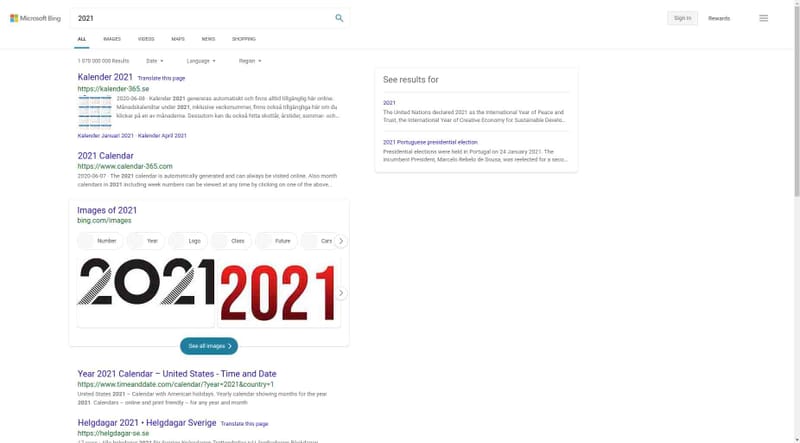 Microsoft Bing
2021
Sign in
Rewards
ALL
IMAGES
VIDEOS
MAPS
NEWS
SHOPPING
1 070 000 000 Results
Date
Language
Region
Kalender 2021 Translate this page
https://kalender-365.se
2020-06-08 · Kalender 2021 genereras automatiskt och finns alltid tillgänglig här online.
Månadskalendrar under 2021, inklusive veckonummer, finns också tillgängliga här om du
klickar på en av månaderna. Dessutom kan du också hitta skottår, årstider, sommar- och...
Kalender Januari 2021 · Kalender April 2021
2021 Calendar
https://www.calendar-365.com
2020-06-07 · The 2021 calendar is automatically generated and can always be visited online. Also month
calendars in 2021 including week numbers can be viewed at any time by clicking on one of the above...
Images of 2021
bing.com/images
Number
Year
Logo
Class
Future
Cars
2021
2021
See all images
Year 2021 Calendar – United States - Time and Date
https://www.timeanddate.com/calendar/?year=2021&country=1
United States 2021 – Calendar with American holidays. Yearly calendar showing months for the year
2021. Calendars – online and print friendly – for any year and month
Helgdagar 2021 • Helgdagar Sverige Translate this page
https://helgdagar-se.se
See results for
2021
The United Nations declared 2021 as the International Year of Peace and
Trust, the International Year of Creative Economy for Sustainable Develo...
2021 Portuguese presidential election
Presidential elections were held in Portugal on 24 January 2021. The
incumbent President, Marcelo Rebelo de Sousa, was reelected for a seco...